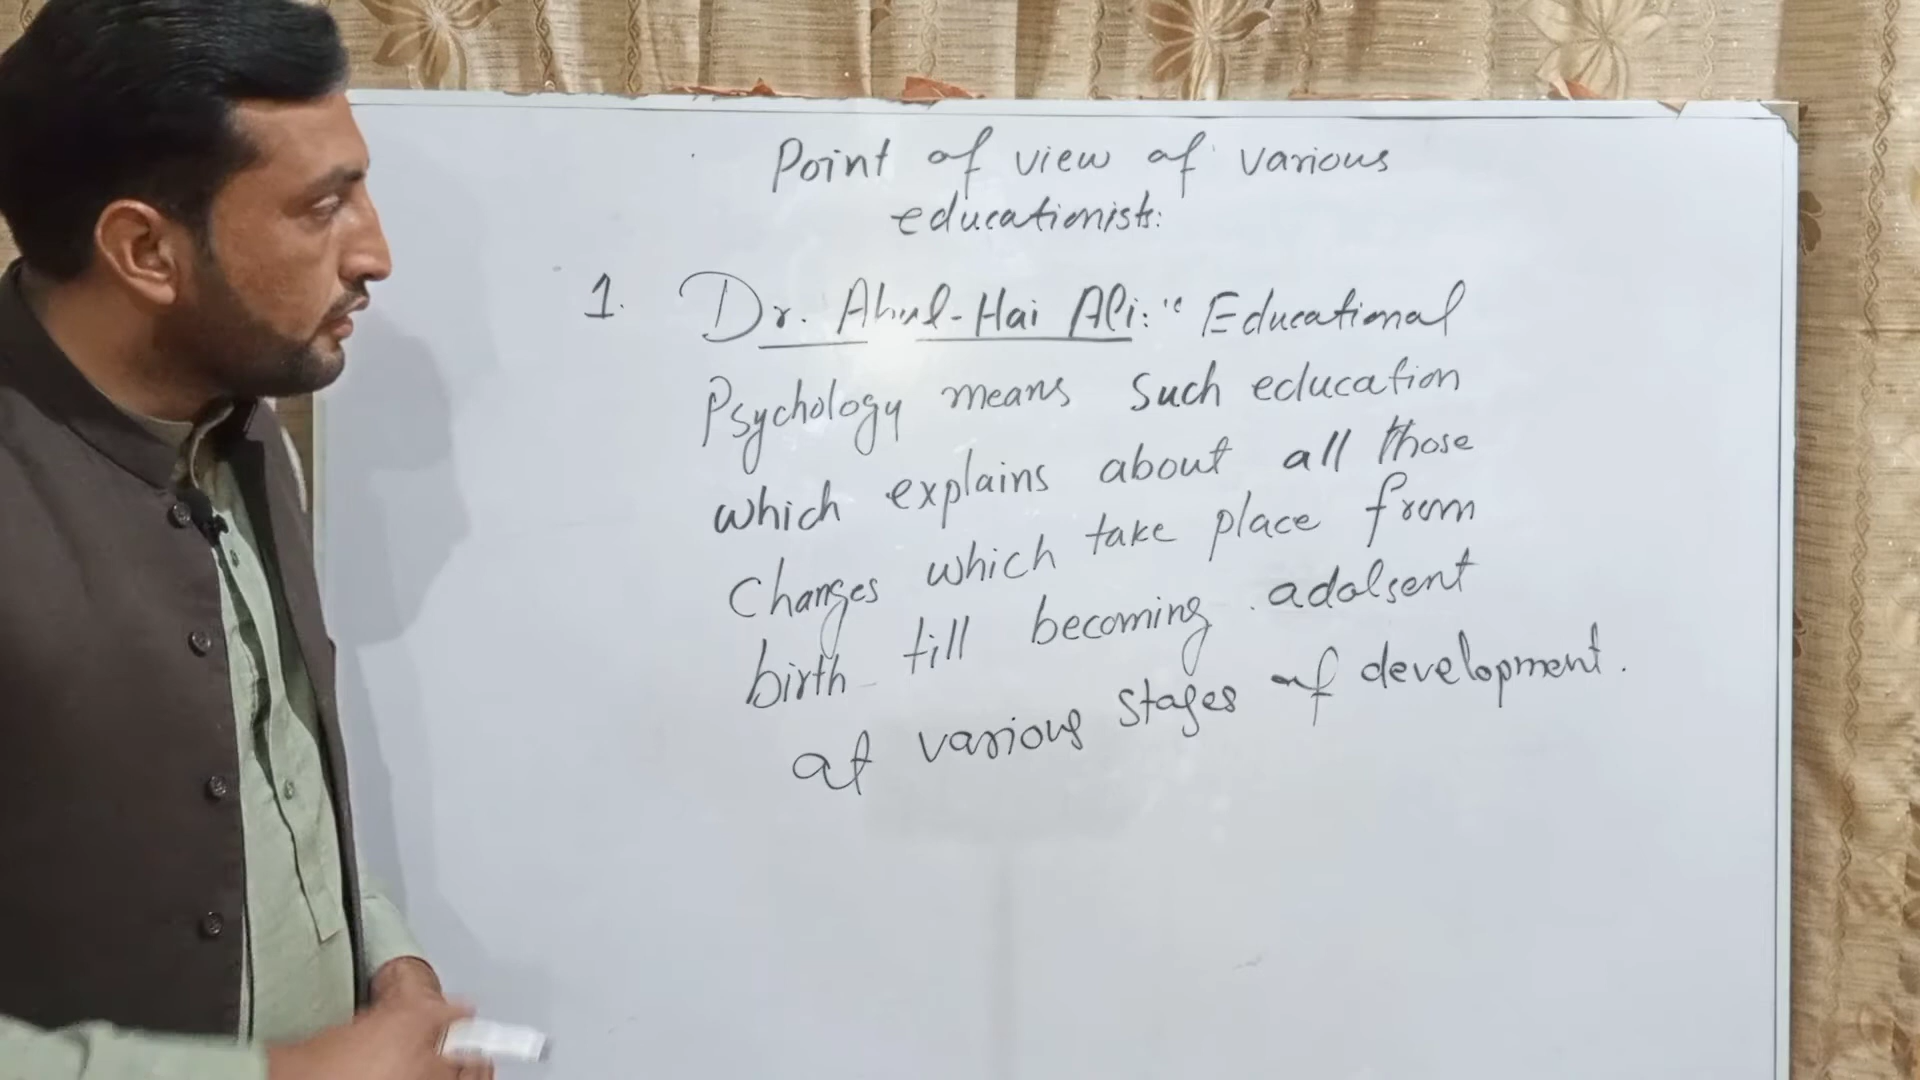 Point of view of various
educationists:
1. Dr. Abul-Hai Ali: " Educational
Psychology means such education
which explains about all those
changes which take place from
birth till becoming adolsent
at various stages of development.